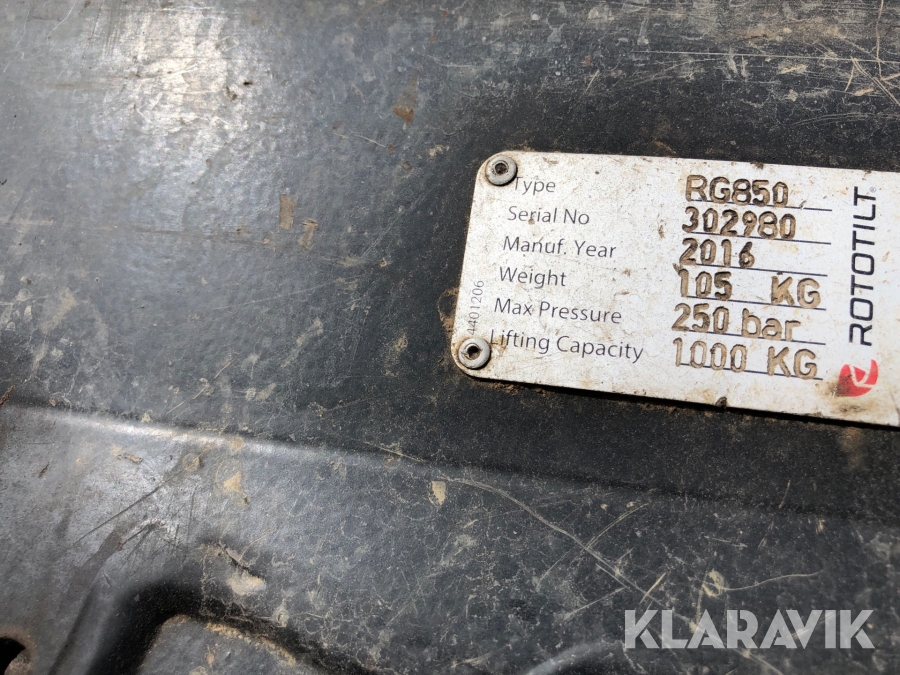 Type RG850
Serial No 302980
Manuf. Year 2016
Weight 105 KG
Max Pressure 250 bar
Lifting Capacity 1000 KG
4401206
ROTOTILT®
KLARAVIK